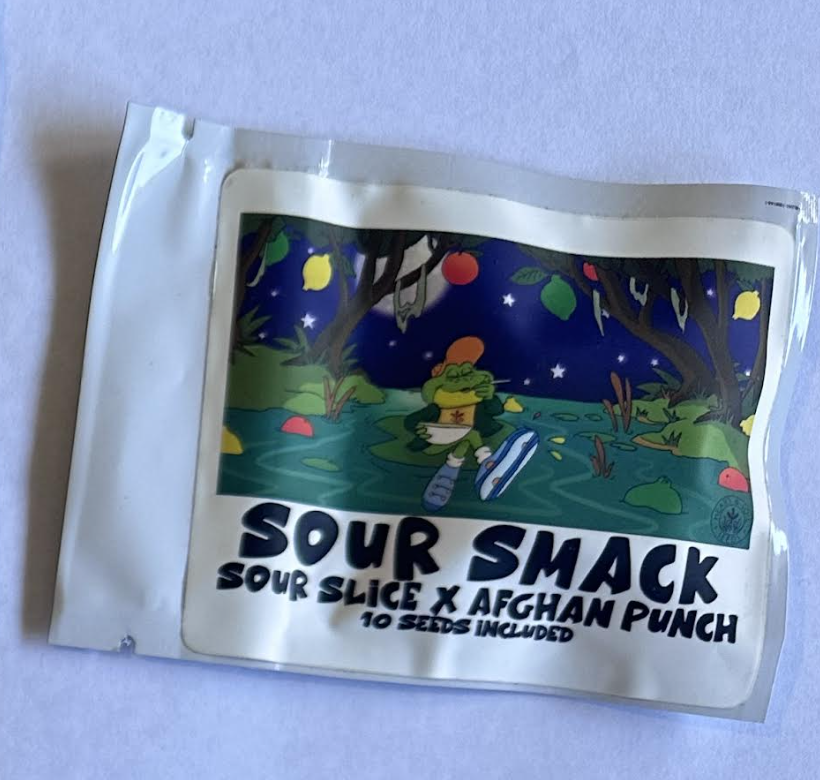 SOUR SMACK
SOUR SLICE X AFGHAN PUNCH
10 SEEDS INCLUDED